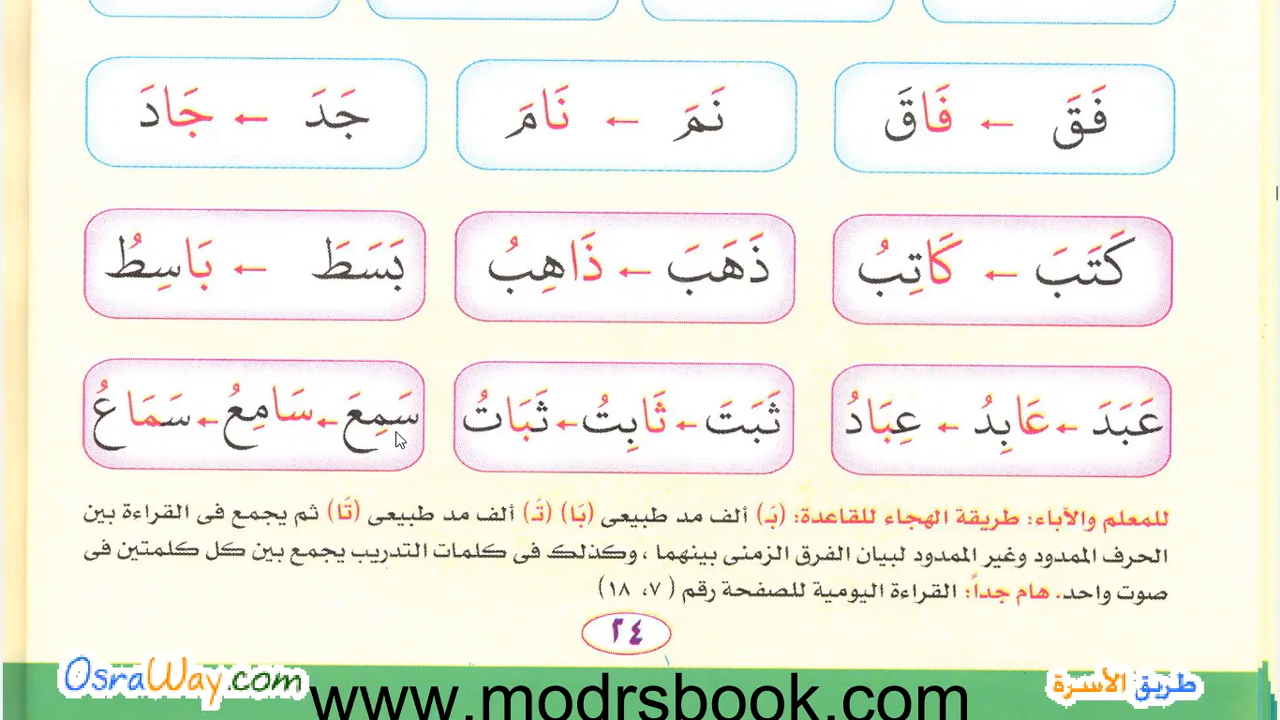 فَقَ ← فَاقَ
نَمَ ← نَامَ
جَدَ ← جَادَ
كَتَبَ ← كَاتِبُ
ذَهَبَ ← ذَاهِبُ
بَسَطَ ← بَاسِطُ
عَبَدَ ← عَابِدُ ← عِبَادُ
ثَبَتَ ← ثَابِتُ ← ثَبَاتُ
سَمِعَ ← سَامِعُ ← سَمَاعُ
للمعلم والآباء: طريقة الهجاء للقاعدة: (بَـ) ألف مد طبيعى (بَا) (تَـ) ألف مد طبيعى (تَا) ثم يجمع فى القراءة بين
الحرف الممدود وغير الممدود لبيان الفرق الزمنى بينهما ، وكذلك فى كلمات التدريب يجمع بين كل كلمتين فى
صوت واحد. هام جداً: القراءة اليومية للصفحة رقم ( ٧، ١٨ )
٢٤
طريق الأسرة
OsraWay.com
www.modrsbook.com